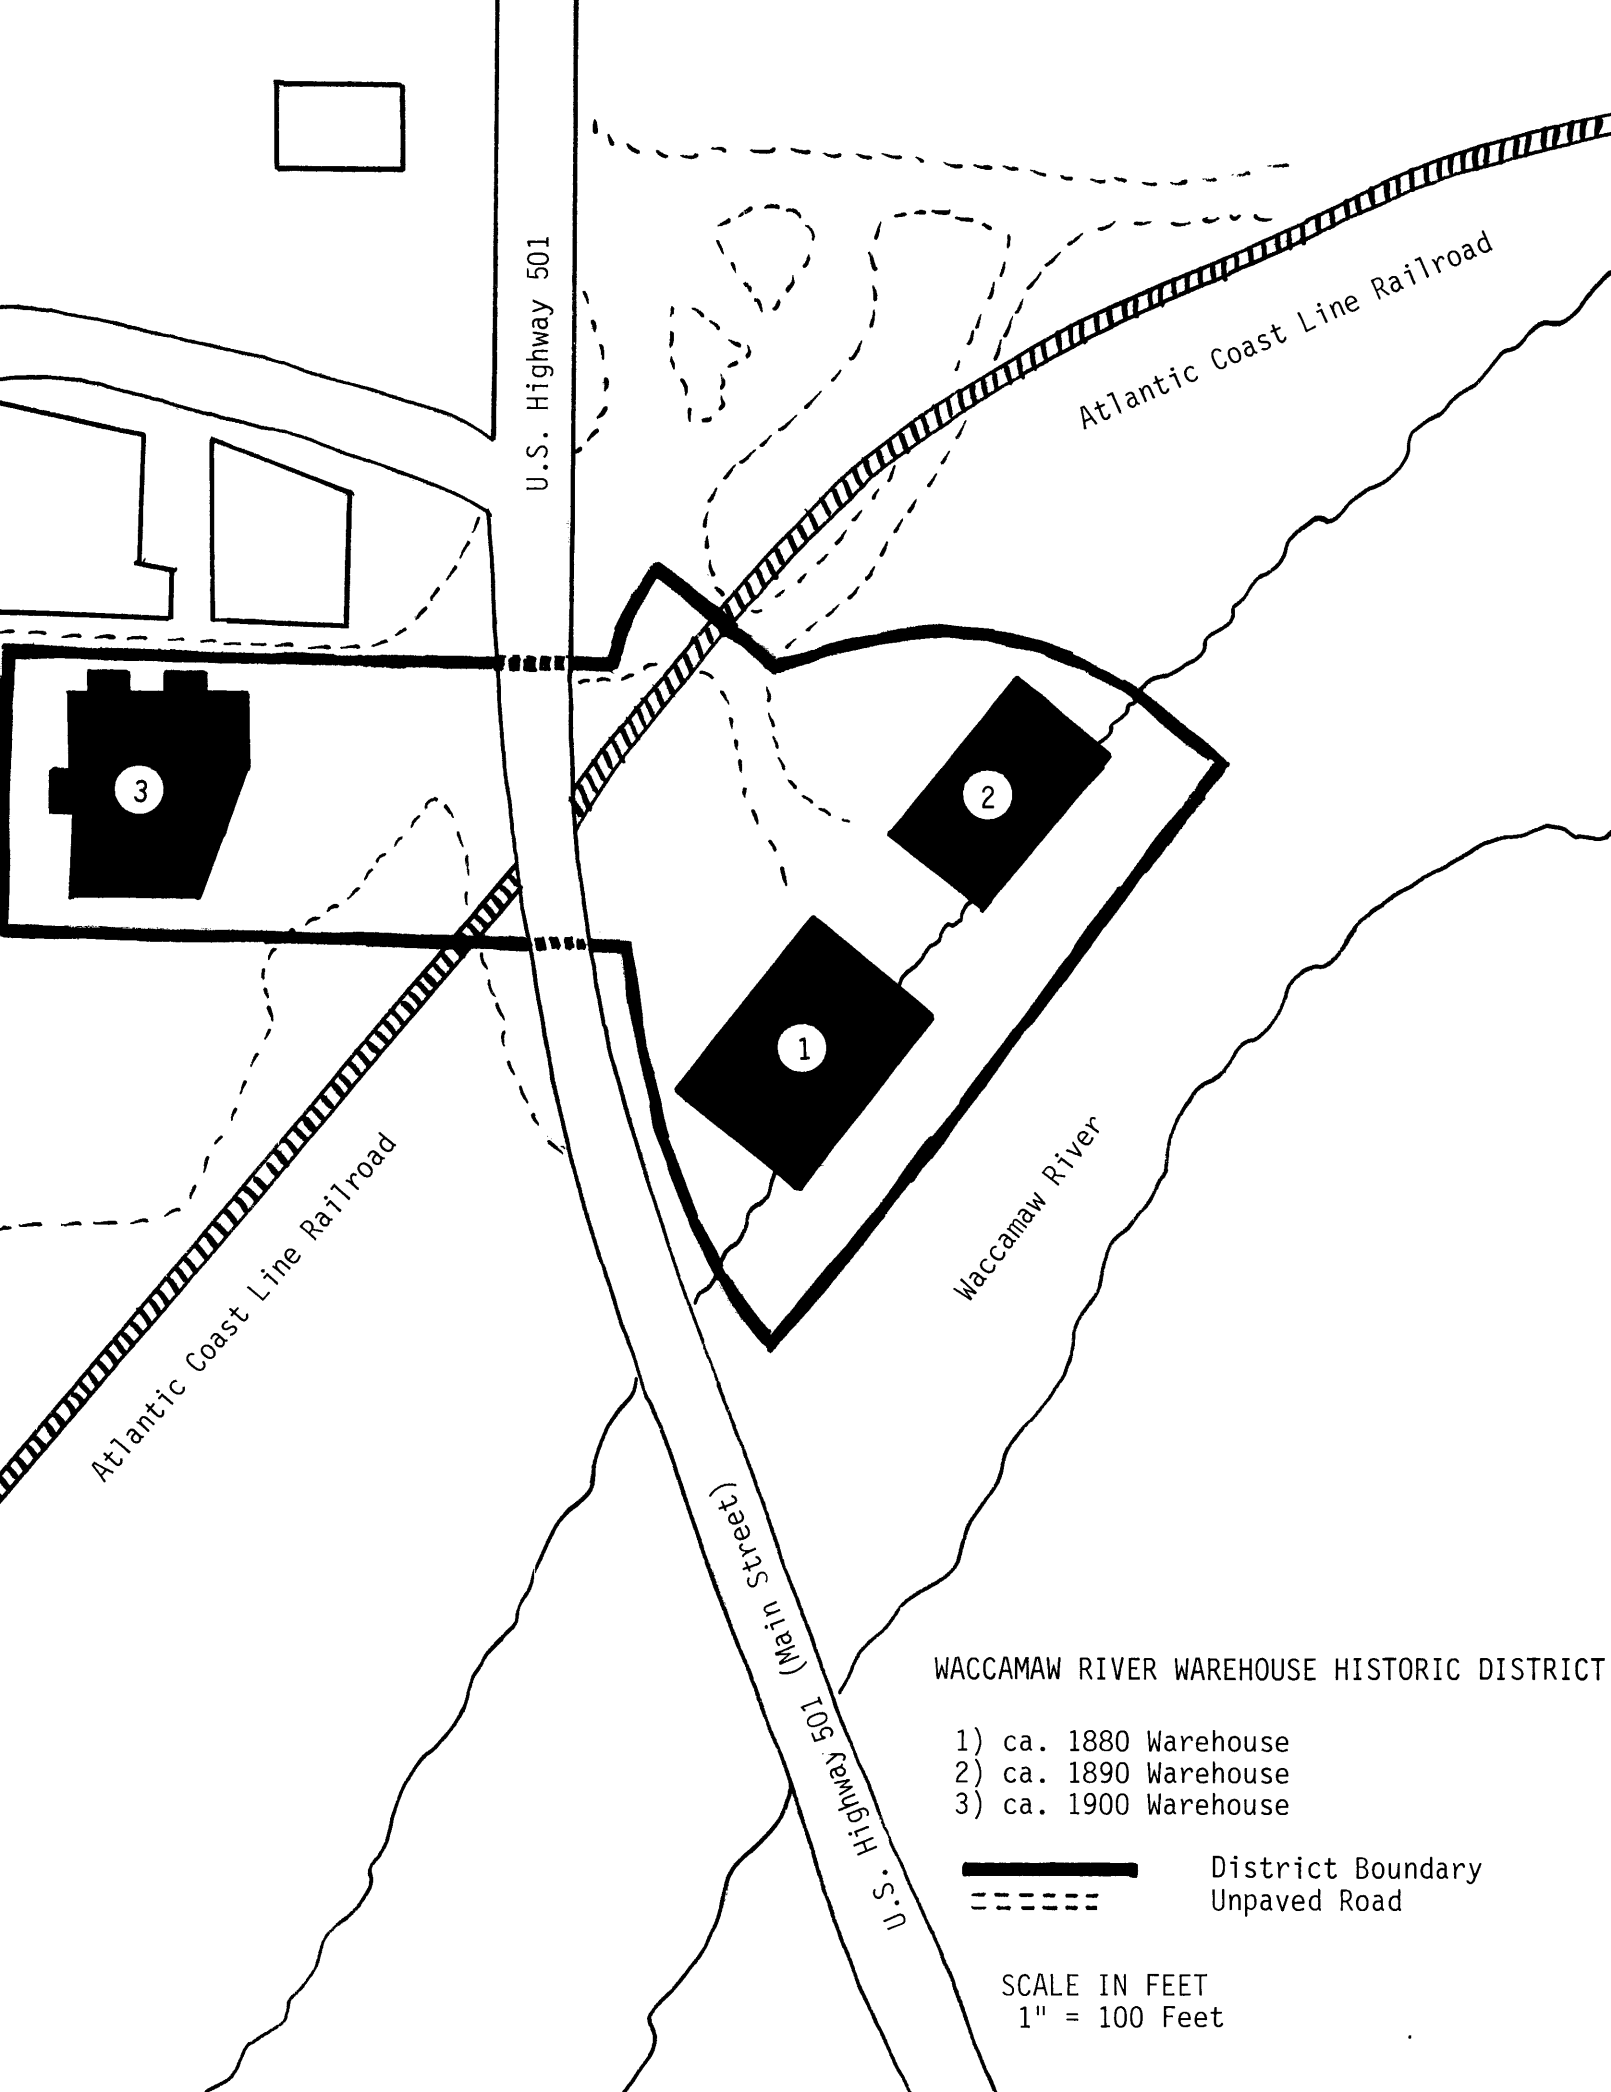 U.S. Highway 501
Atlantic Coast Line Railroad
3
2
1
Atlantic Coast Line Railroad
Waccamaw River
U.S. Highway 501 (Main Street)
WACCAMAW RIVER WAREHOUSE HISTORIC DISTRICT
1) ca. 1880 Warehouse
2) ca. 1890 Warehouse
3) ca. 1900 Warehouse
District Boundary
Unpaved Road
SCALE IN FEET
1" = 100 Feet